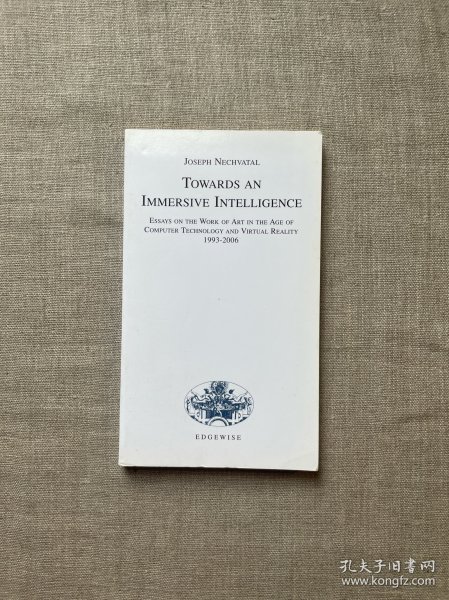 JOSEPH NECHVATAL
TOWARDS AN
IMMERSIVE INTELLIGENCE
ESSAYS ON THE WORK OF ART IN THE AGE OF
COMPUTER TECHNOLOGY AND VIRTUAL REALITY
1993-2006
EDGEWISE
孔夫子旧书网
www.kongfz.com